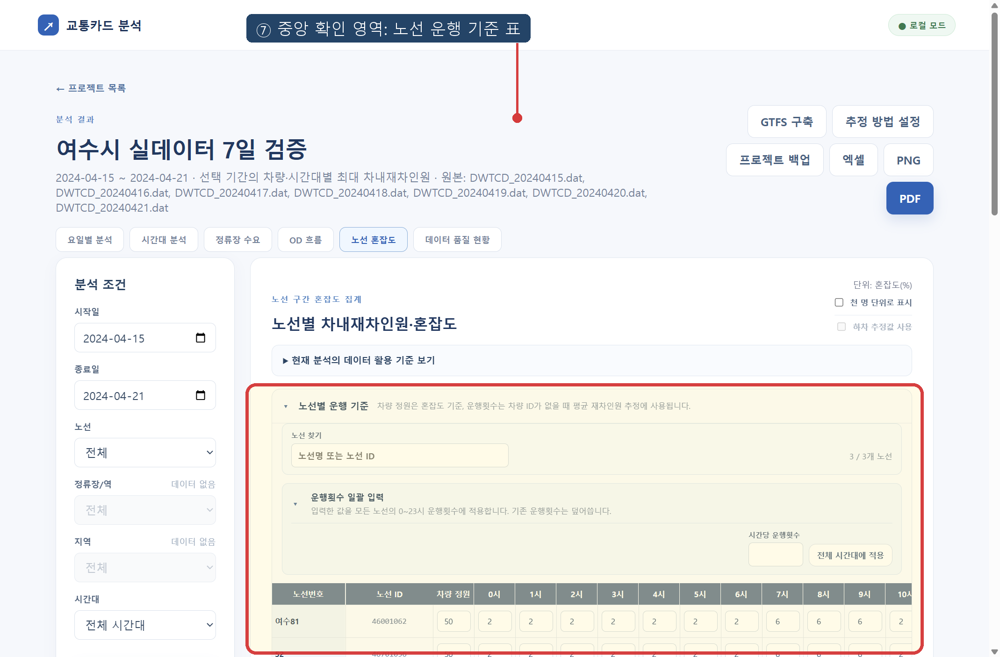 교통카드 분석
⑦ 중앙 확인 영역: 노선 운행 기준 표
● 로컬 모드
← 프로젝트 목록
분석 결과
여수시 실데이터 7일 검증
2024-04-15 ~ 2024-04-21 · 선택 기간의 차량·시간대별 최대 차내재차인원 · 원본: DWTCD_20240415.dat,
DWTCD_20240416.dat, DWTCD_20240417.dat, DWTCD_20240418.dat, DWTCD_20240419.dat, DWTCD_20240420.dat,
DWTCD_20240421.dat
GTFS 구축
추정 방법 설정
프로젝트 백업
엑셀
PNG
PDF
요일별 분석
시간대 분석
정류장 수요
OD 흐름
노선 혼잡도
데이터 품질 현황
분석 조건
시작일
2024-04-15
종료일
2024-04-21
노선
전체
정류장/역 데이터 없음
전체
지역 데이터 없음
전체
시간대
전체 시간대
단위: 혼잡도(%)
노선 구간 혼잡도 집계
천 명 단위로 표시
노선별 차내재차인원·혼잡도
하차 추정값 사용
▶ 현재 분석의 데이터 활용 기준 보기
▼ 노선별 운행 기준 차량 정원은 혼잡도 기준, 운행횟수는 차량 ID가 없을 때 평균 재차인원 추정에 사용됩니다.
노선 찾기
노선명 또는 노선 ID
3 / 3개 노선
▼ 운행횟수 일괄 입력
입력한 값을 모든 노선의 0~23시 운행횟수에 적용합니다. 기존 운행횟수는 덮어씁니다.
시간당 운행횟수
전체 시간대에 적용
노선번호 노선 ID 차량 정원 0시 1시 2시 3시 4시 5시 6시 7시 8시 9시 10시
여수81 46001062 50 2 2 2 2 2 2 2 6 6 6 2
52 46701056 50 2 2 2 2 2 2 2 6 6 6 2